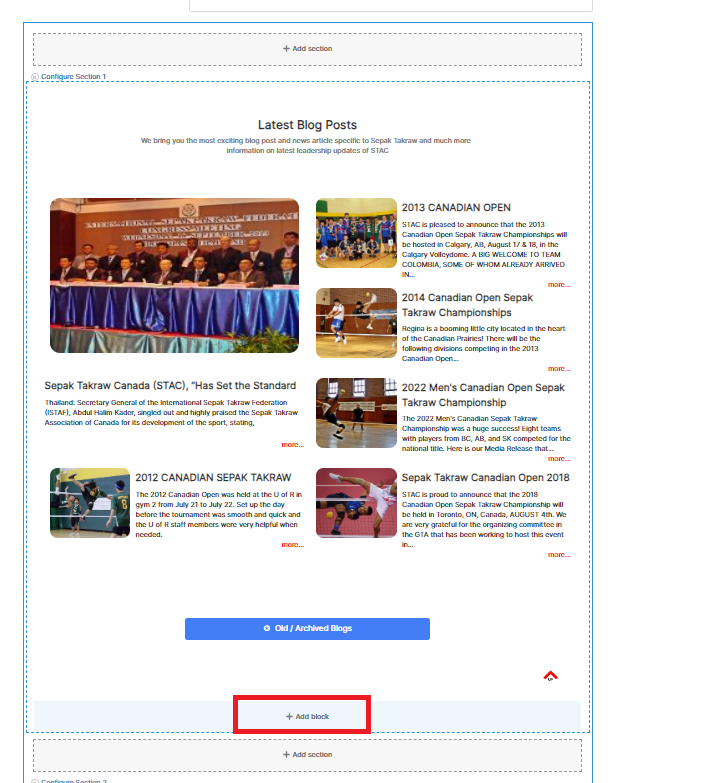 + Add section
Configure Section 1
Latest Blog Posts
We bring you the most exciting blog post and news article specific to Sepak Takraw and much more
information on latest leadership updates of STAC
INTERNATIONAL SEPAKTAKRAW FEDERATI
CONGRESS MEETING
Sepak Takraw Canada (STAC), "Has Set the Standard
Thailand: Secretary General of the International Sepak Takraw Federation
(ISTAF), Abdul Halim Kader, singled out and highly praised the Sepak Takraw
Association of Canada for its development of the sport, stating,
more...
2012 CANADIAN SEPAK TAKRAW
The 2012 Canadian Open was held at the U of R in
gym 2 from July 21 to July 22. Set up the day
before the tournament was smooth and quick and
the U of R staff members were very helpful when
needed.
more...
2013 CANADIAN OPEN
STAC is pleased to announce that the 2013
Canadian Open Sepak Takraw Championships will
be hosted in Calgary, AB, August 17 & 18, in the
Calgary Volleydome. A BIG WELCOME TO TEAM
COLOMBIA, SOME OF WHOM ALREADY ARRIVED
IN...
more...
2014 Canadian Open Sepak
Takraw Championships
Regina is a booming little city located in the heart
of the Canadian Prairies! There will be the
following divisions competing in the 2013
Canadian Open...
more...
2022 Men's Canadian Open Sepak
Takraw Championship
The 2022 Men's Canadian Sepak Takraw
Championship was a huge success! Eight teams
with players from BC, AB, and SK competed for the
national title. Here is our Media Release that...
more...
Sepak Takraw Canadian Open 2018
STAC is proud to announce that the 2018
Canadian Open Sepak Takraw Championship will
be held in Toronto, ON, Canada, AUGUST 4th. We
are very grateful for the organizing committee in
the GTA that has been working to host this event
in...
more...
Old / Archived Blogs
+ Add block
+ Add section
Configure Section 2